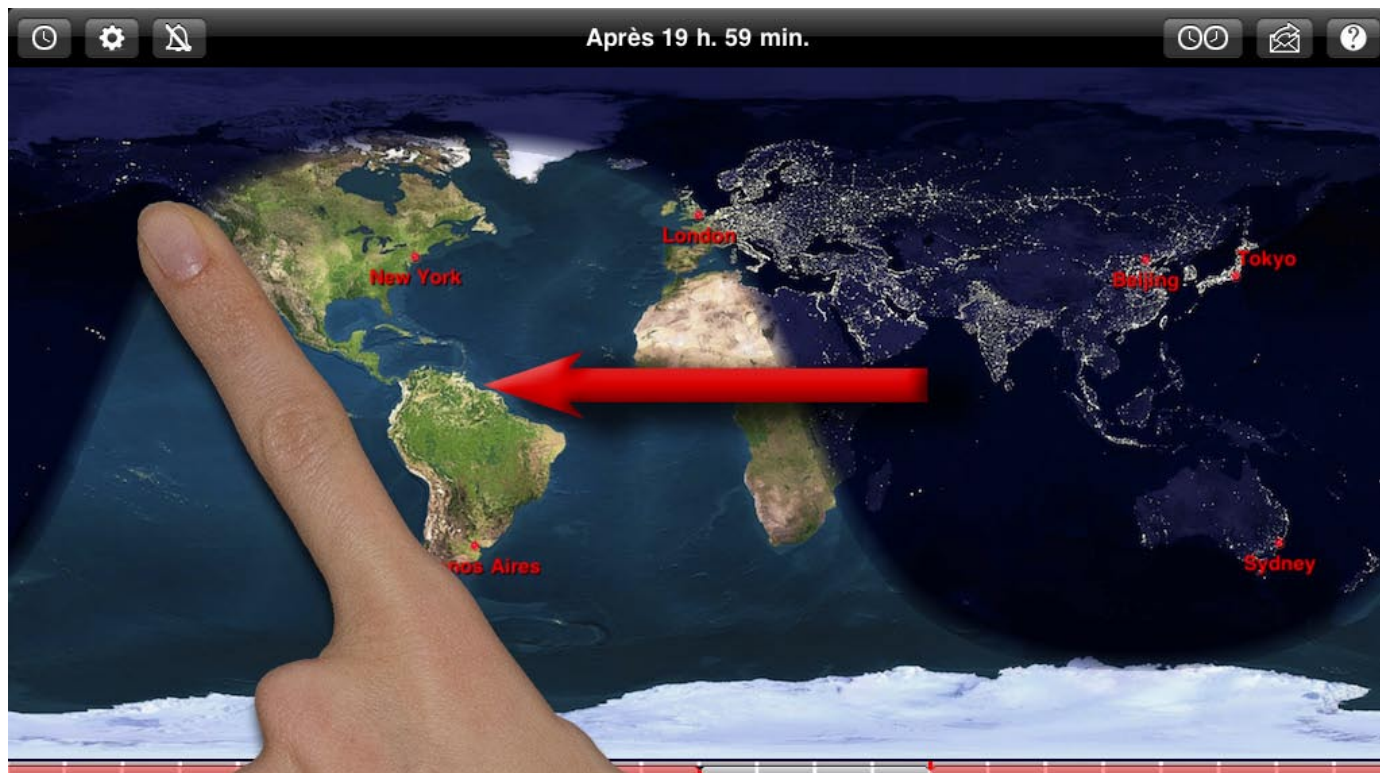 Après 19 h. 59 min.
London
New York
Tokyo
Beijing
nos Aires
Sydney